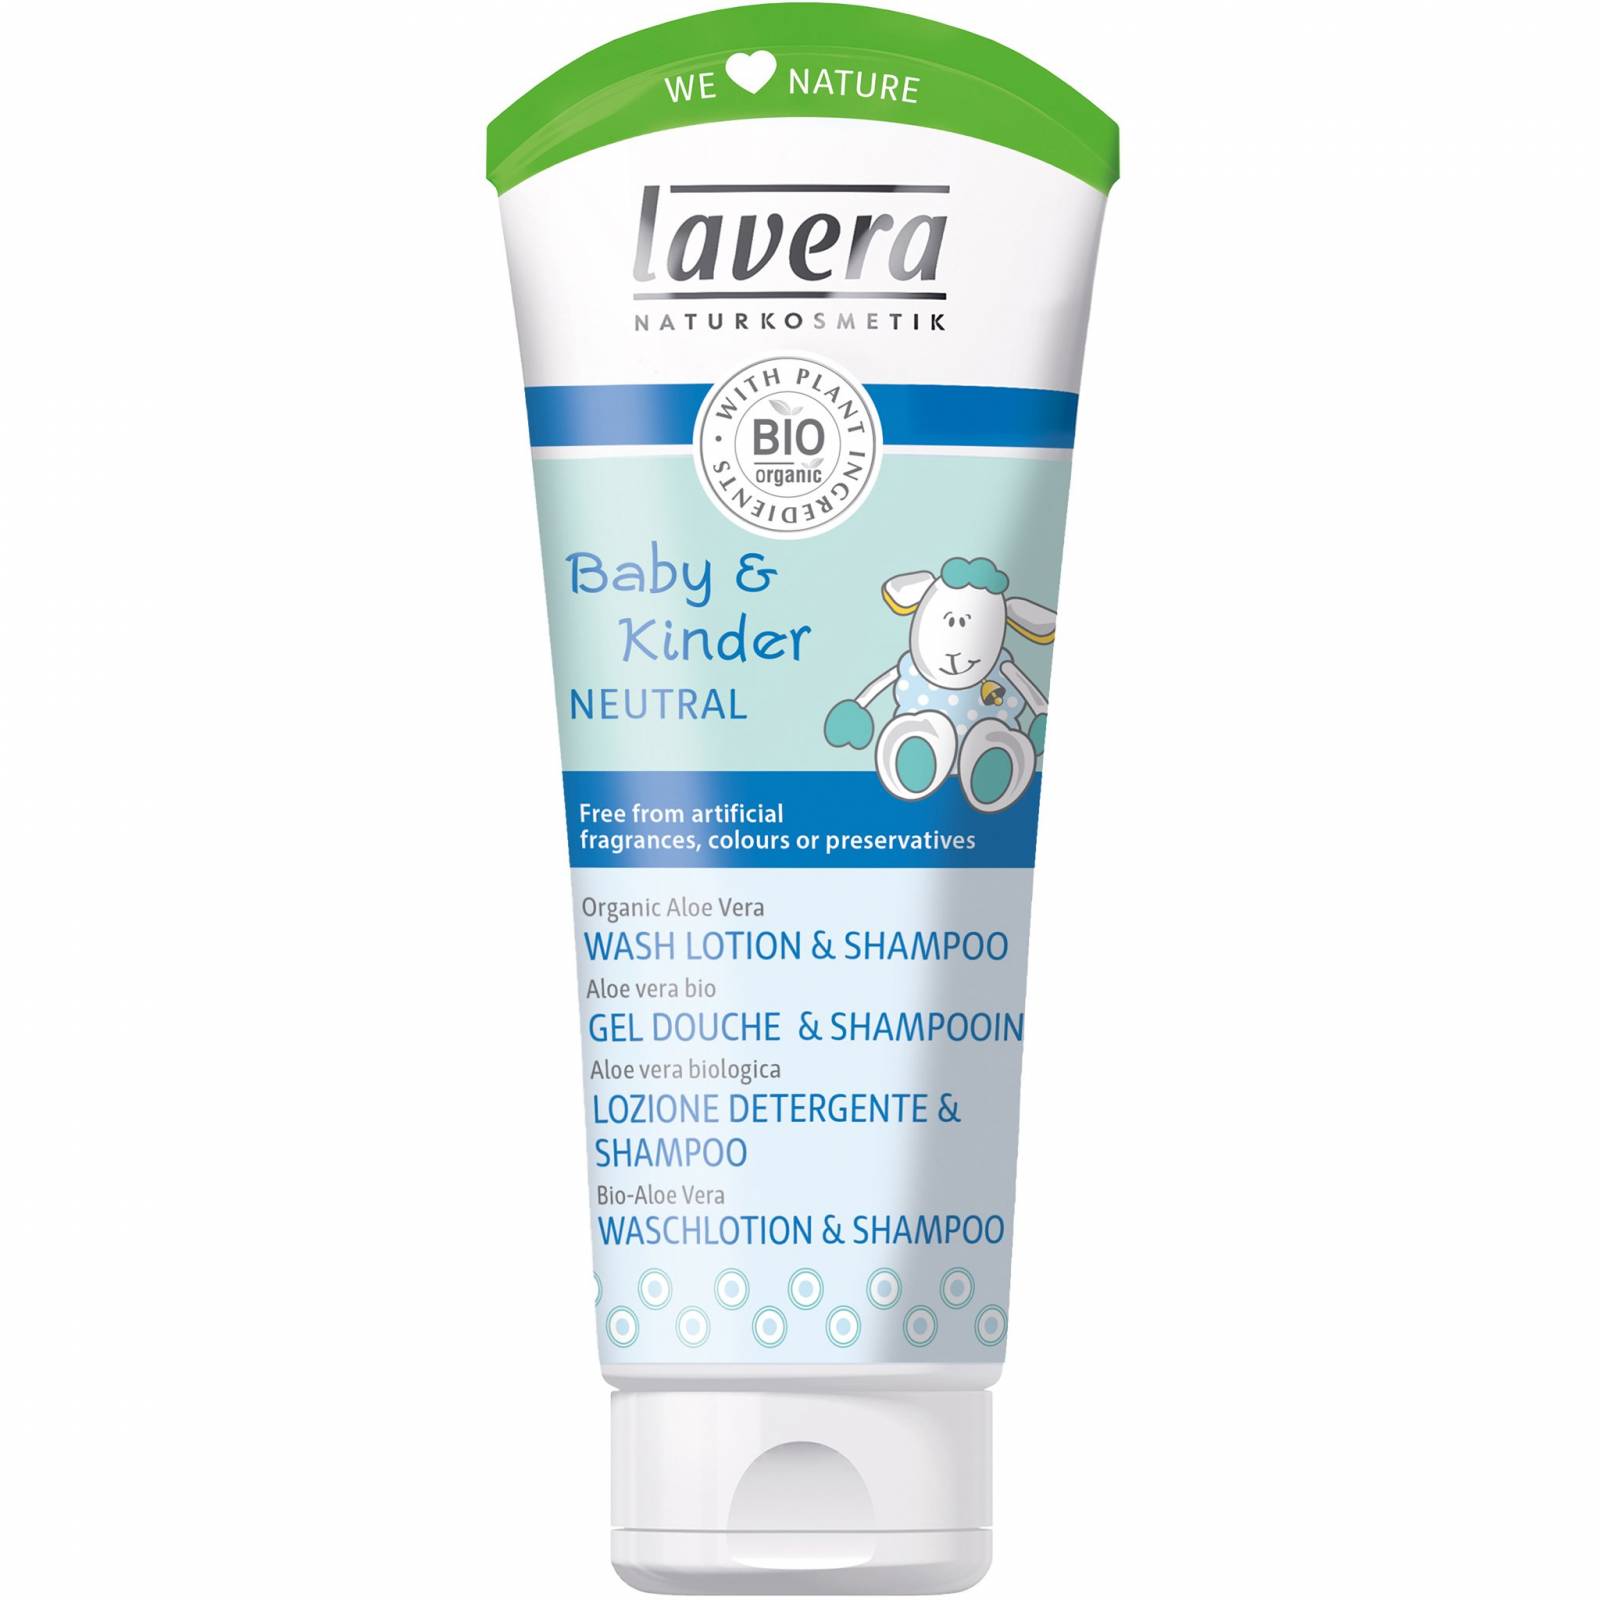 WE NATURE
lavera
NATURKOSMETIK
WITH PLANT INGREDIENTS
BIO
organic
Baby &
Kinder
NEUTRAL
Free from artificial
fragrances, colours or preservatives
Organic Aloe Vera
WASH LOTION & SHAMPOO
Aloe vera bio
GEL DOUCHE & SHAMPOOIN
Aloe vera biologica
LOZIONE DETERGENTE &
SHAMPOO
Bio-Aloe Vera
WASCHLOTION & SHAMPOO